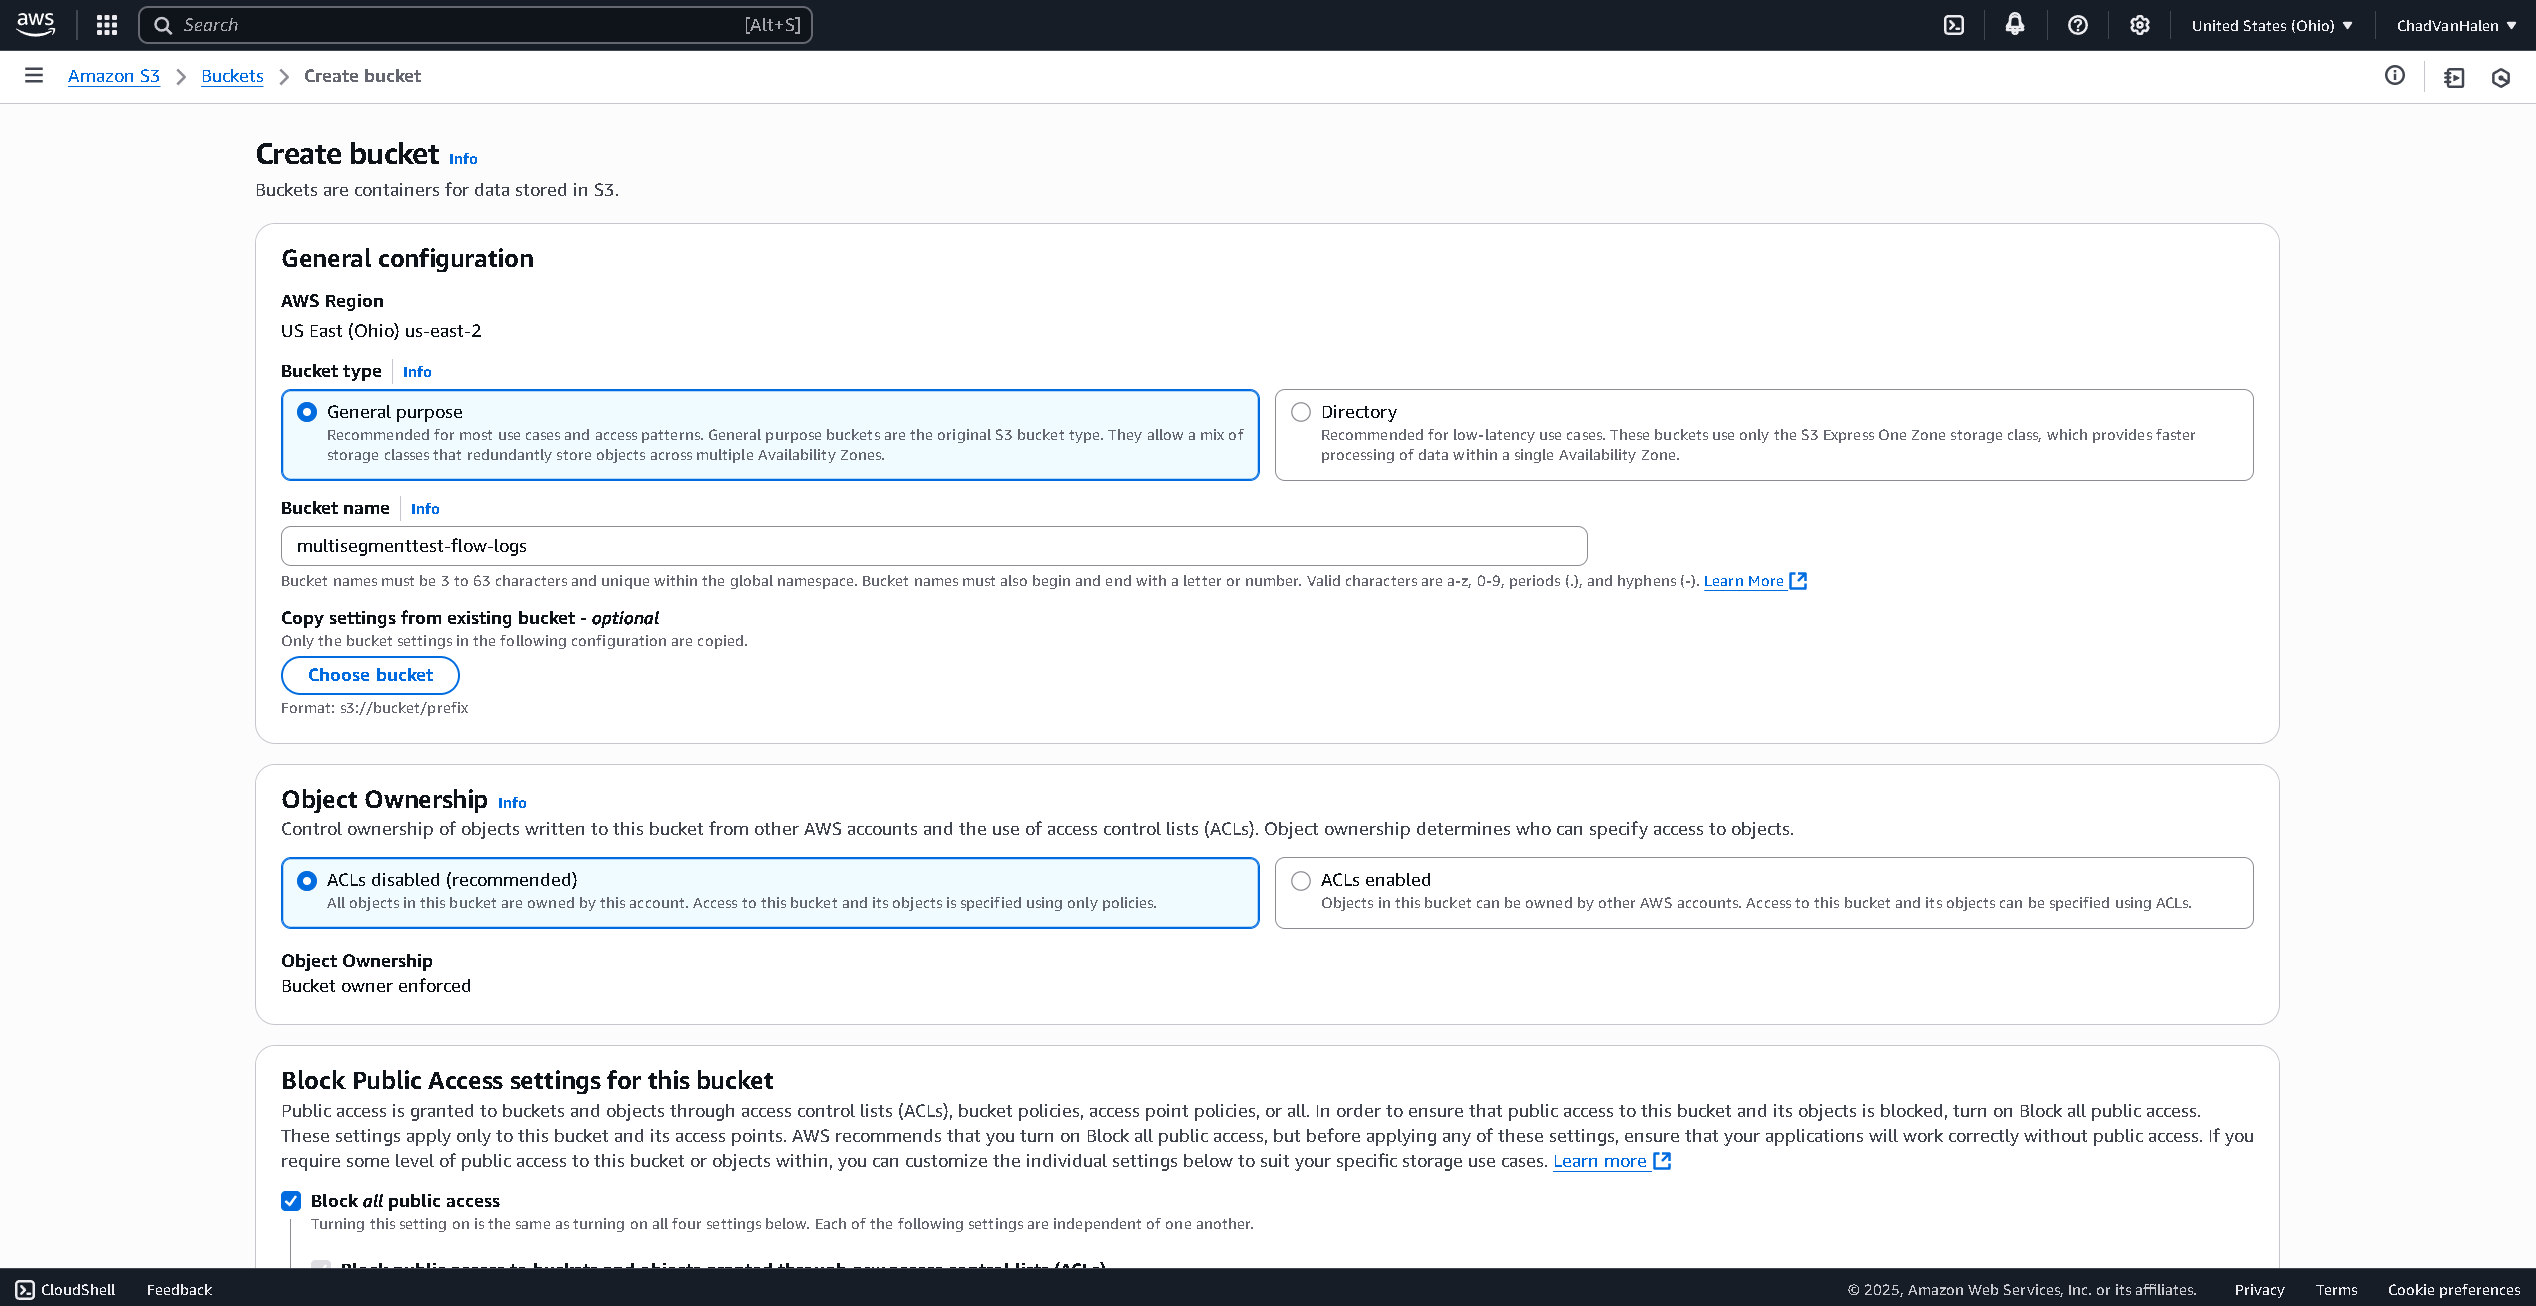 aws
Search [Alt+S]
United States (Ohio)
ChadVanHalen
Amazon S3
Buckets
Create bucket
Create bucket Info
Buckets are containers for data stored in S3.
General configuration
AWS Region
US East (Ohio) us-east-2
Bucket type Info
General purpose
Recommended for most use cases and access patterns. General purpose buckets are the original S3 bucket type. They allow a mix of
storage classes that redundantly store objects across multiple Availability Zones.
Directory
Recommended for low-latency use cases. These buckets use only the S3 Express One Zone storage class, which provides faster
processing of data within a single Availability Zone.
Bucket name Info
multisegmenttest-flow-logs
Bucket names must be 3 to 63 characters and unique within the global namespace. Bucket names must also begin and end with a letter or number. Valid characters are a-z, 0-9, periods (.), and hyphens (-). Learn More
Copy settings from existing bucket - optional
Only the bucket settings in the following configuration are copied.
Choose bucket
Format: s3://bucket/prefix
Object Ownership Info
Control ownership of objects written to this bucket from other AWS accounts and the use of access control lists (ACLs). Object ownership determines who can specify access to objects.
ACLs disabled (recommended)
All objects in this bucket are owned by this account. Access to this bucket and its objects is specified using only policies.
ACLs enabled
Objects in this bucket can be owned by other AWS accounts. Access to this bucket and its objects can be specified using ACLs.
Object Ownership
Bucket owner enforced
Block Public Access settings for this bucket
Public access is granted to buckets and objects through access control lists (ACLs), bucket policies, access point policies, or all. In order to ensure that public access to this bucket and its objects is blocked, turn on Block all public access.
These settings apply only to this bucket and its access points. AWS recommends that you turn on Block all public access, but before applying any of these settings, ensure that your applications will work correctly without public access. If you
require some level of public access to this bucket or objects within, you can customize the individual settings below to suit your specific storage use cases. Learn more
Block all public access
Turning this setting on is the same as turning on all four settings below. Each of the following settings are independent of one another.
Block public access to buckets and objects granted through new access control lists (ACLs)
CloudShell
Feedback
© 2025, Amazon Web Services, Inc. or its affiliates.
Privacy
Terms
Cookie preferences